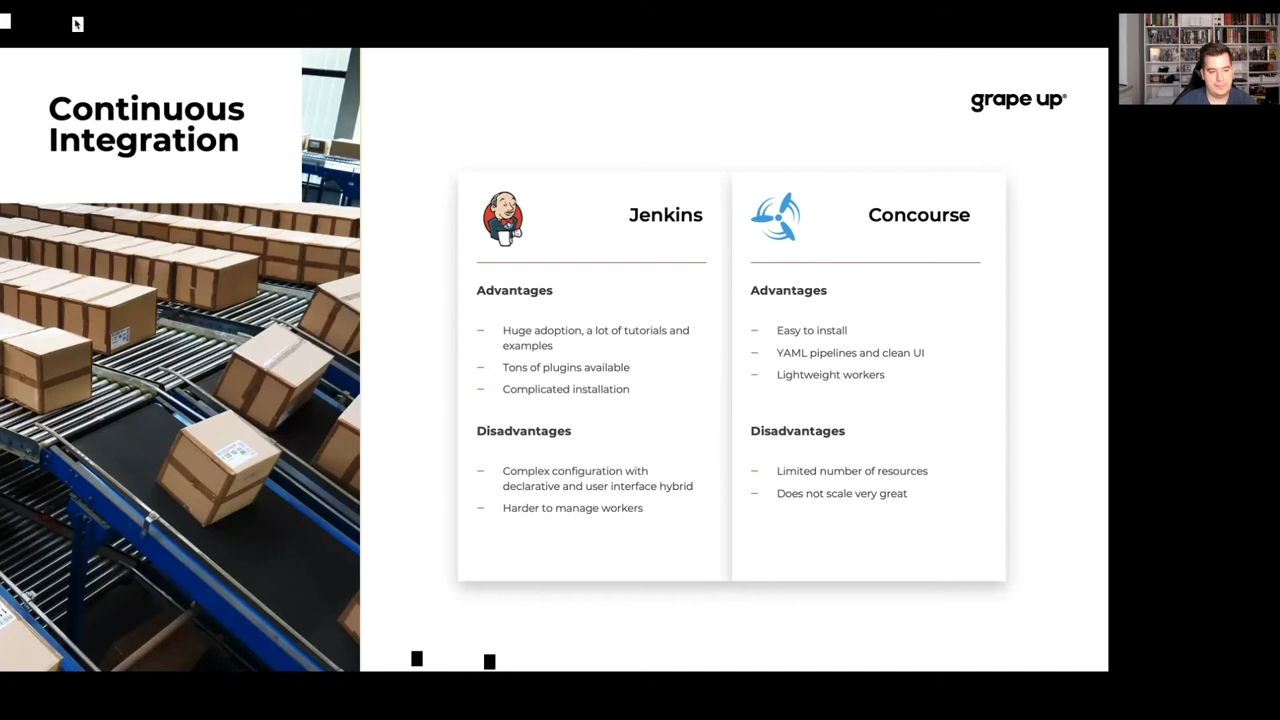 Continuous
Integration
grape up®
Jenkins
Advantages
– Huge adoption, a lot of tutorials and
examples
– Tons of plugins available
– Complicated installation
Disadvantages
– Complex configuration with
declarative and user interface hybrid
– Harder to manage workers
Concourse
Advantages
– Easy to install
– YAML pipelines and clean UI
– Lightweight workers
Disadvantages
– Limited number of resources
– Does not scale very great